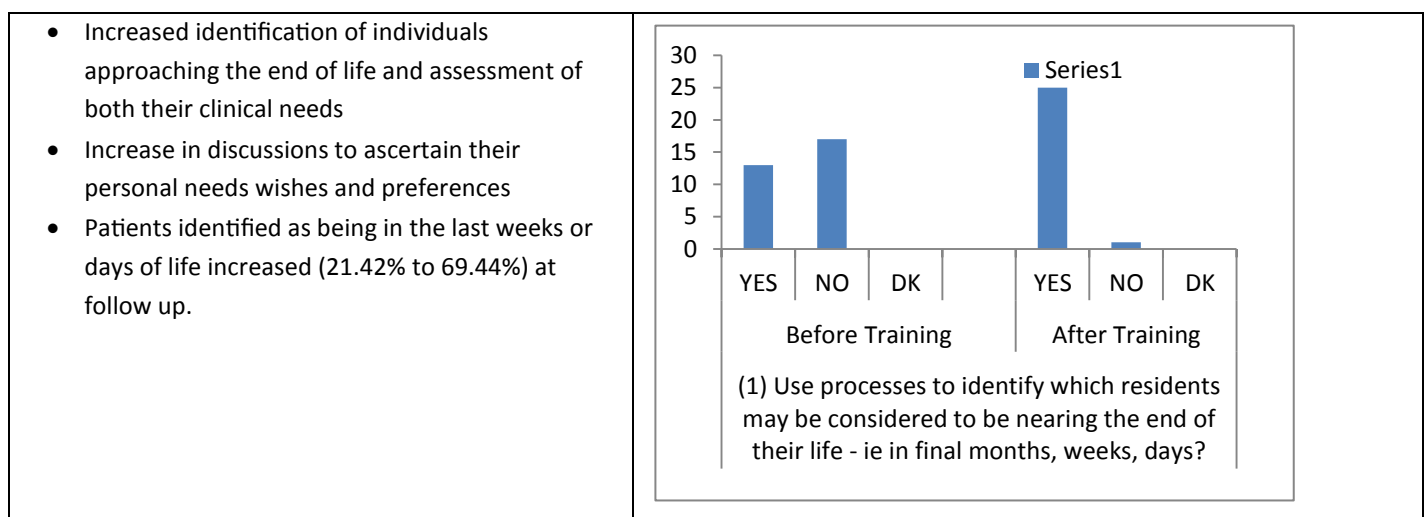 • Increased identification of individuals
approaching the end of life and assessment of
both their clinical needs
• Increase in discussions to ascertain their
personal needs wishes and preferences
• Patients identified as being in the last weeks or
days of life increased (21.42% to 69.44%) at
follow up.
30
25
20
15
10
5
0
Series1
YES NO DK YES NO DK
Before Training After Training
(1) Use processes to identify which residents
may be considered to be nearing the end of
their life - ie in final months, weeks, days?